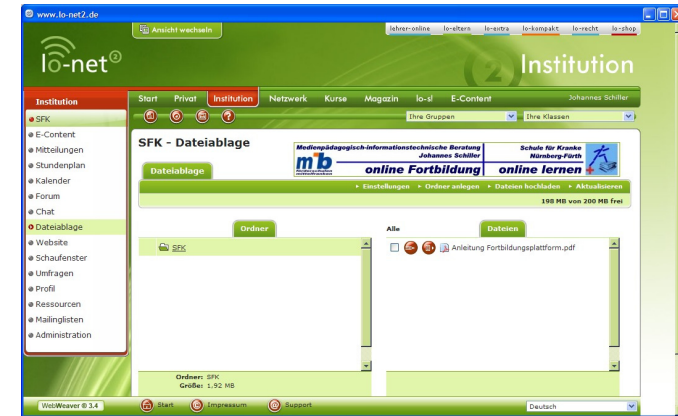 www.lo-net2.de
Ansicht wechseln
lehrer-online lo-eltern lo-extra lo-kompakt lo-recht lo-shop
lo-net²
2
Institution
Institution
Start Privat Institution Netzwerk Kurse Magazin lo-sl E-Content
Johannes Schiller
Ihre Gruppen
Ihre Klassen
SFK
E-Content
Mitteilungen
Stundenplan
Kalender
Forum
Chat
Dateiablage
Website
Schaufenster
Umfragen
Profil
Ressourcen
Mailinglisten
Administration
SFK - Dateiablage
Medienpädagogisch-informationstechnische Beratung
Johannes Schiller
mib
online Fortbildung
Schule für Kranke
Nürnberg-Fürth
online lernen
Dateiablage
Einstellungen Ordner anlegen Dateien hochladen Aktualisieren
198 MB von 200 MB frei
Ordner
SFK
Alle
Dateien
Anleitung Fortbildungsplattform.pdf
Ordner: SFK
Größe: 1,92 MB
WebWeaver ® 3.4
Start Impressum Support
Deutsch